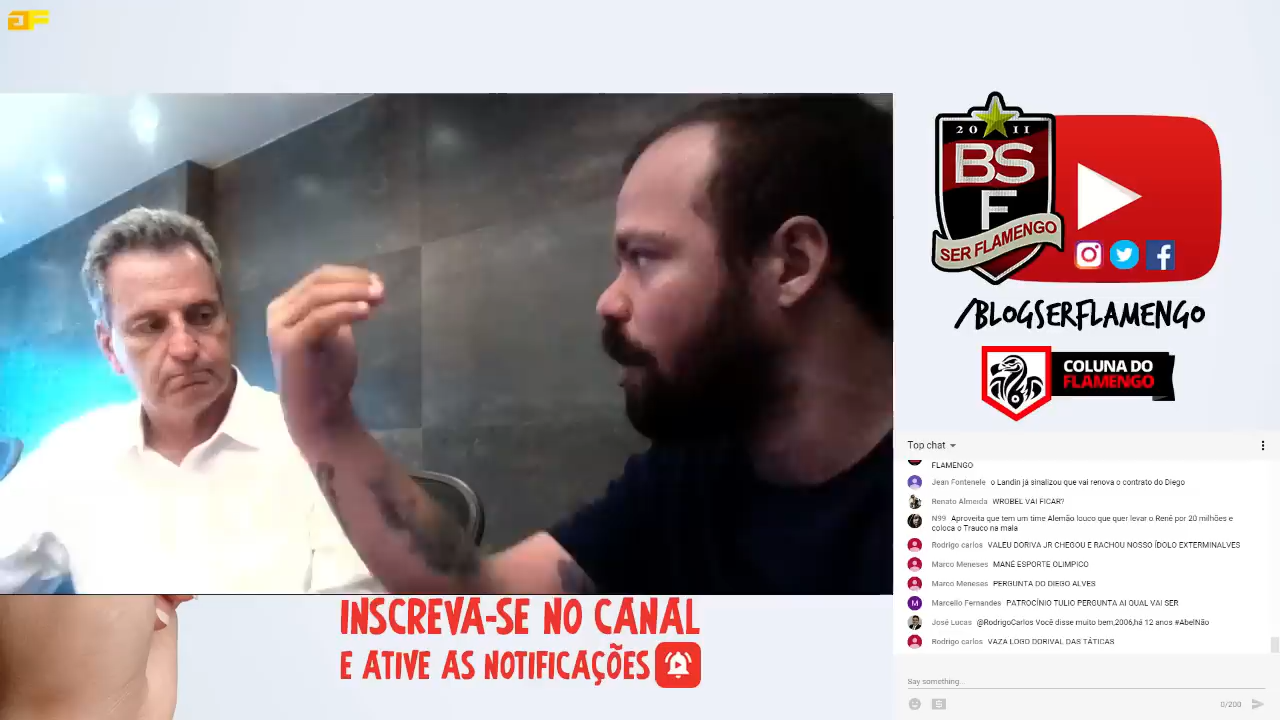 GF
20 11
BS
F
SER FLAMENGO
/BLOGSERFLAMENGO
COLUNA DO
FLAMENGO
Top chat
FLAMENGO
Jean Fontenele o Landin já sinalizou que vai renova o contrato do Diego
Renato Almeida WROBEL VAI FICAR?
N99 Aproveita que tem um time Alemão louco que quer levar o Renê por 20 milhões e
coloca o Trauco na mala
Rodrigo carlos VALEU DORIVA JR CHEGOU E RACHOU NOSSO ÍDOLO EXTERMINALVES
Marco Meneses MANÉ ESPORTE OLIMPICO
Marco Meneses PERGUNTA DO DIEGO ALVES
M Marcelio Fernandes PATROCÍNIO TULIO PERGUNTA AI QUAL VAI SER
José Lucas @RodrigoCarlos Você disse muito bem,2006,há 12 anos #AbelNão
Rodrigo carlos VAZA LOGO DORIVAL DAS TÁTICAS
Say something...
0/200
INSCREVA-SE NO CANAL
E ATIVE AS NOTIFICAÇÕES